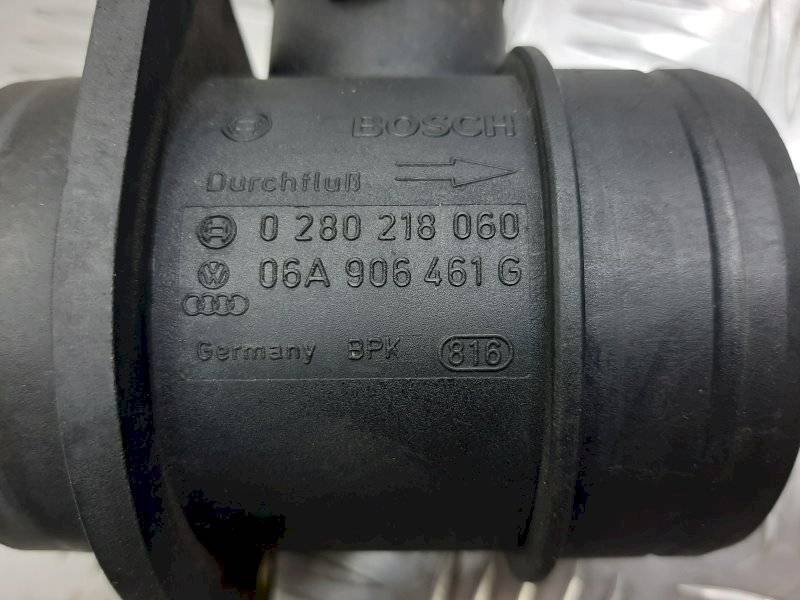 BOSCH
Durchfluß
0 280 218 060
06A 906 461 G
Germany BPK 816